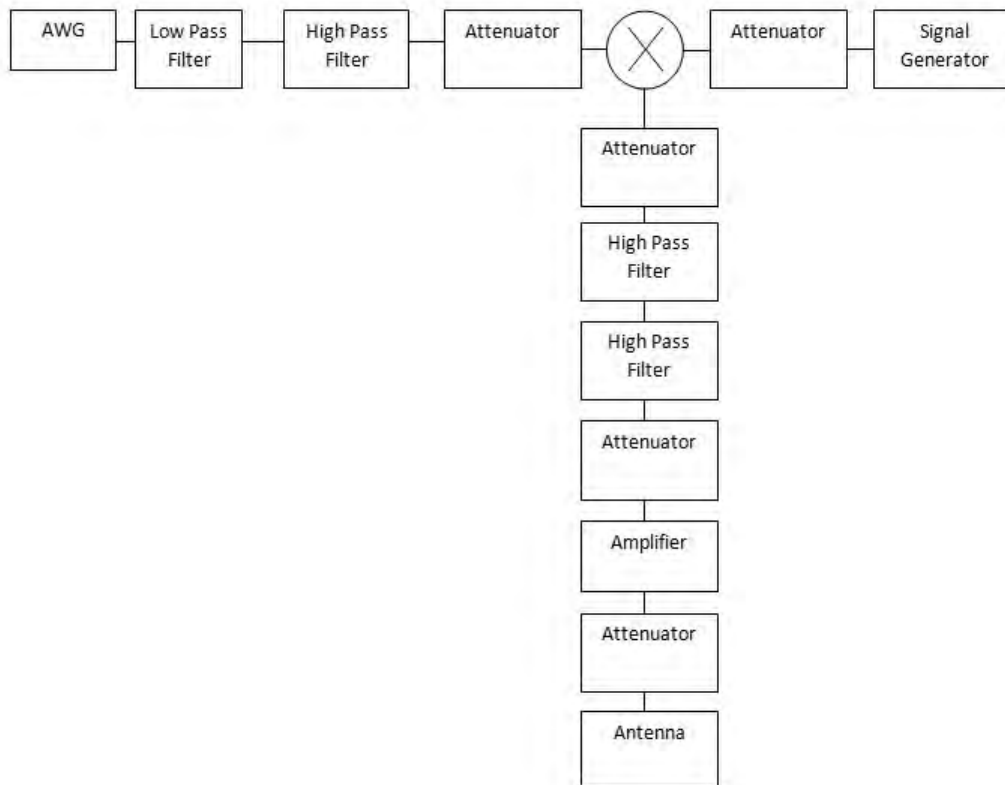 AWG
Low Pass
Filter
High Pass
Filter
Attenuator
Attenuator
Signal
Generator
Attenuator
High Pass
Filter
High Pass
Filter
Attenuator
Amplifier
Attenuator
Antenna